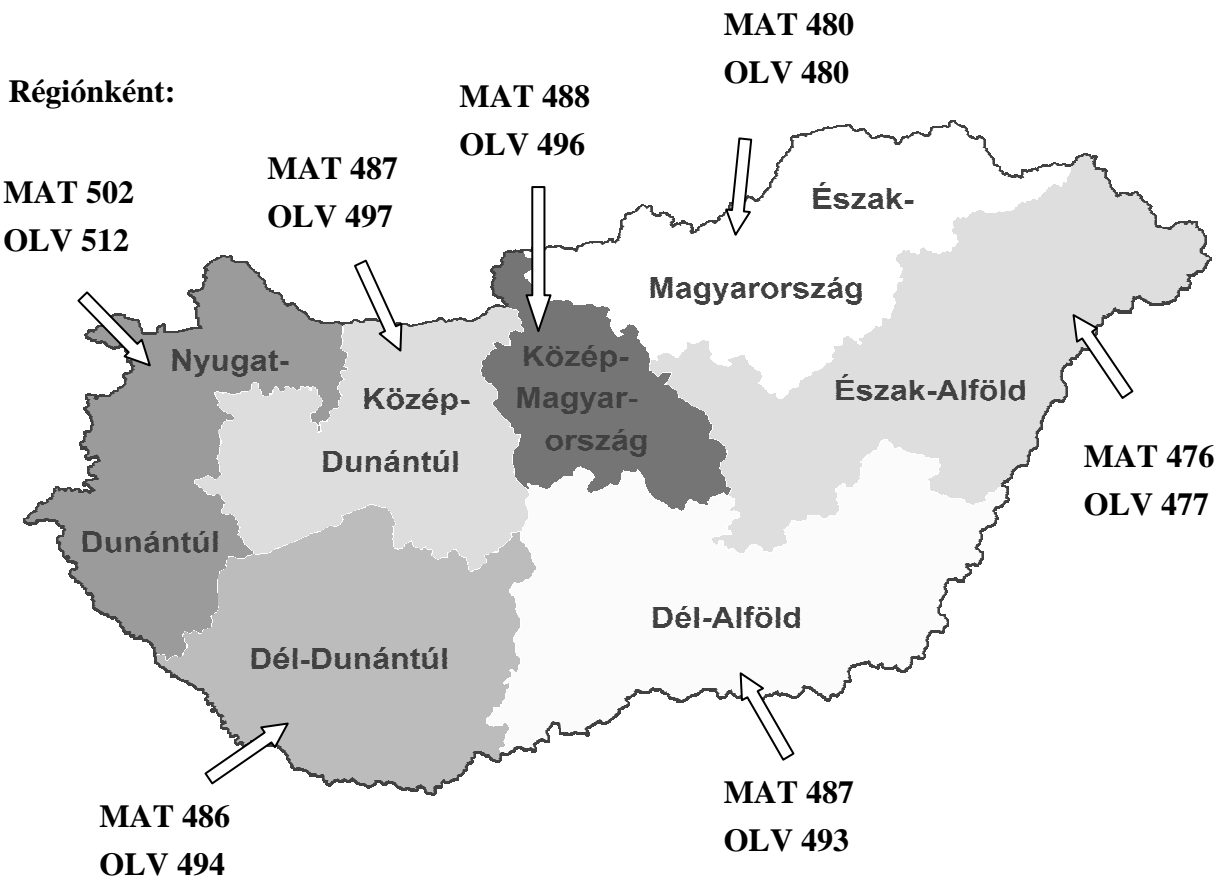 Régiónként:
MAT 480
OLV 480
MAT 488
OLV 496
MAT 487
OLV 497
MAT 502
OLV 512
Észak-
Magyarország
Nyugat-
Dunántúl
Közép-
Dunántúl
Közép-
Magyar-
ország
Észak-Alföld
MAT 476
OLV 477
Dél-Alföld
Dél-Dunántúl
MAT 486
OLV 494
MAT 487
OLV 493